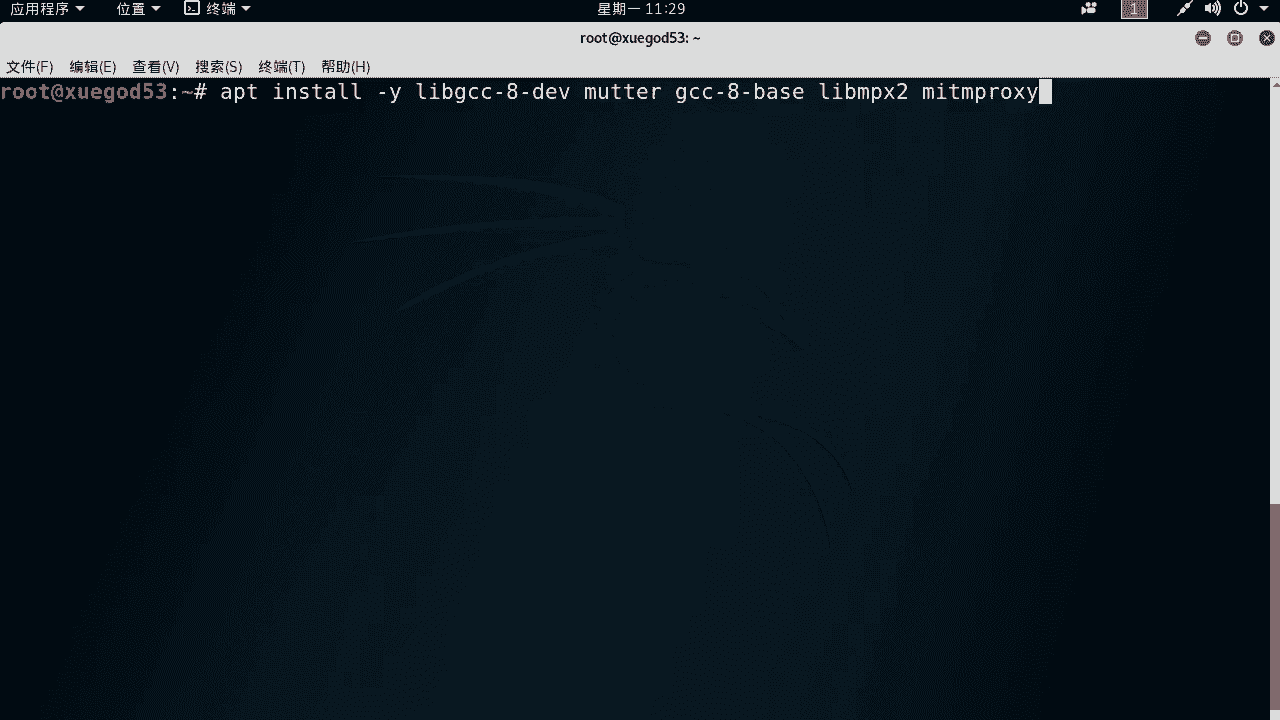 应用程序 位置 终端 星期一 11:29 1
root@xuegod53: ~
文件(F) 编辑(E) 查看(V) 搜索(S) 终端(T) 帮助(H)
root@xuegod53:~# apt install -y libgcc-8-dev mutter gcc-8-base libmpx2 mitmproxy